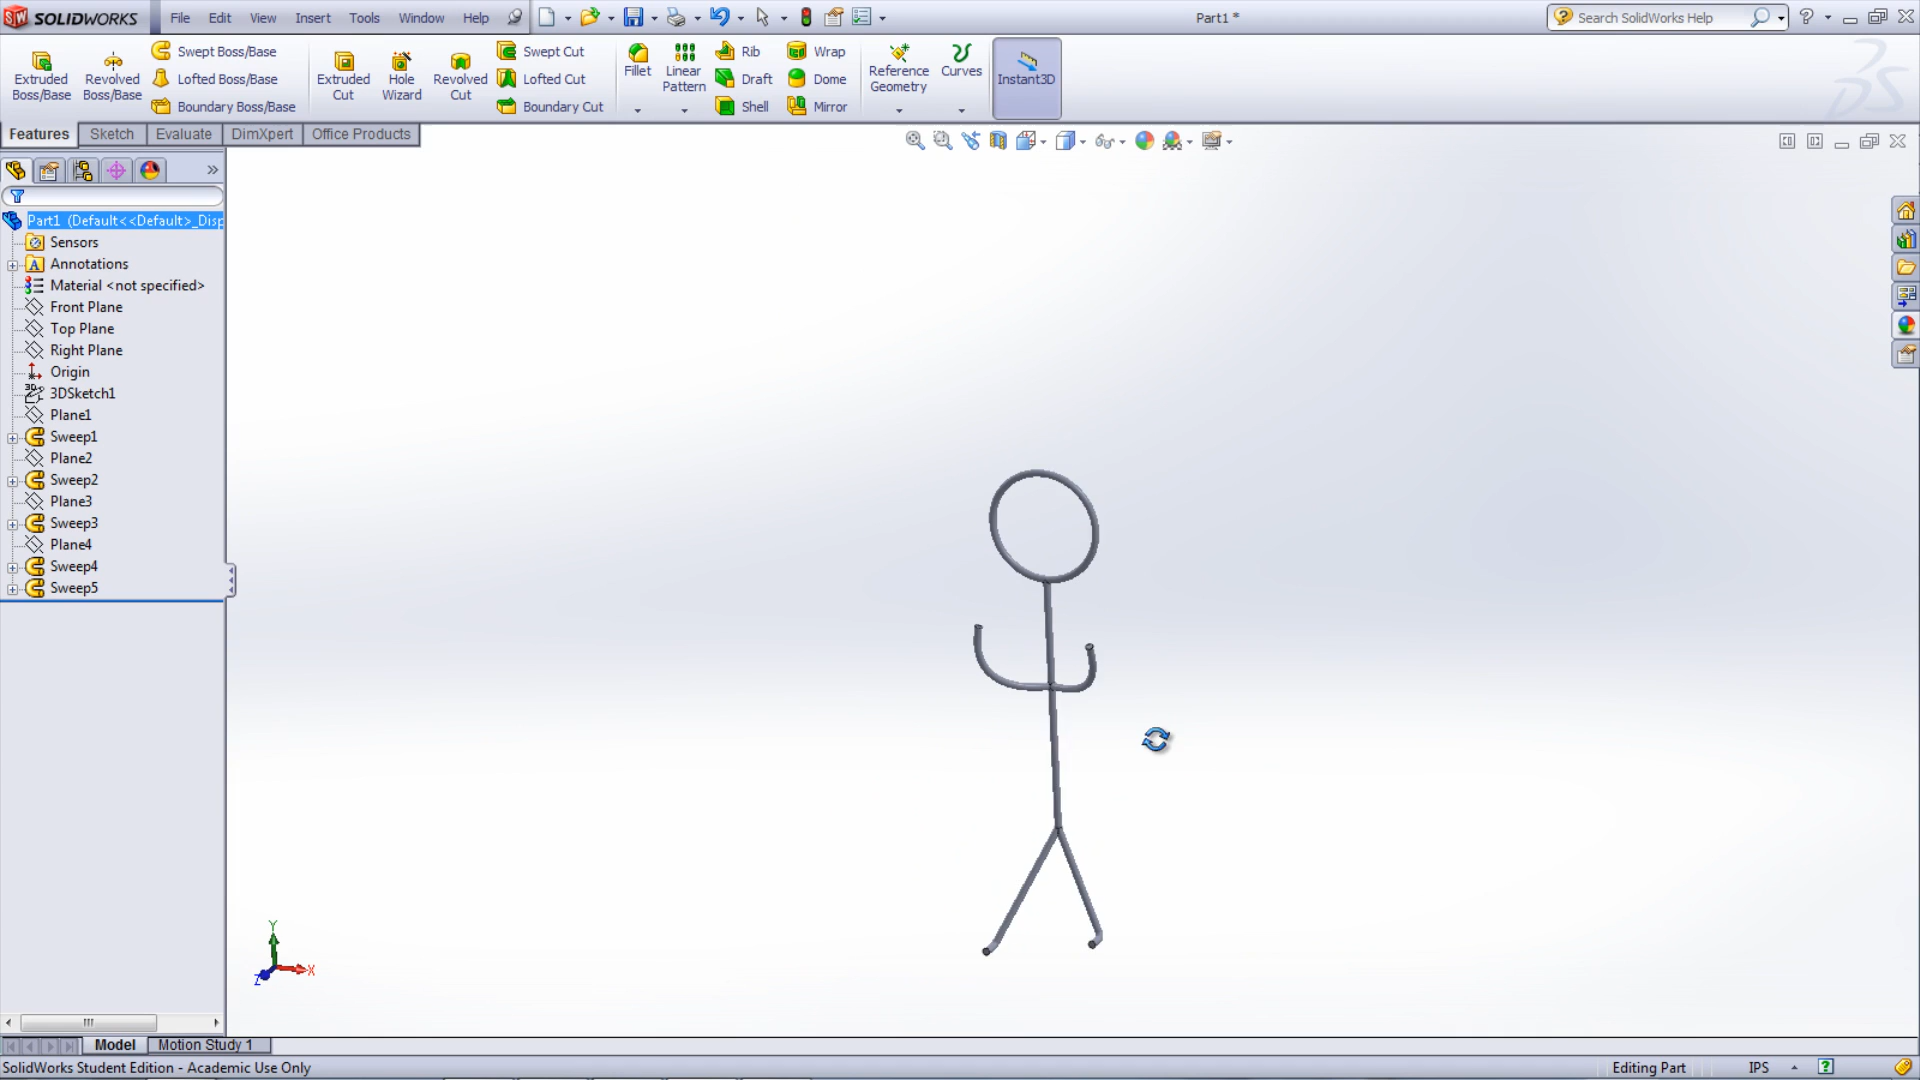 SOLIDWORKS File Edit View Insert Tools Window Help Part1 * Search SolidWorks Help
Extruded Boss/Base
Revolved Boss/Base
Swept Boss/Base
Lofted Boss/Base
Boundary Boss/Base
Extruded Cut
Hole Wizard
Revolved Cut
Swept Cut
Lofted Cut
Boundary Cut
Fillet
Linear Pattern
Rib
Draft
Shell
Wrap
Dome
Mirror
Reference Geometry
Curves
Instant3D
Features Sketch Evaluate DimXpert Office Products
Part1 (Default<<Default>_Disp
Sensors
Annotations
Material <not specified>
Front Plane
Top Plane
Right Plane
Origin
3DSketch1
Plane1
Sweep1
Plane2
Sweep2
Plane3
Sweep3
Plane4
Sweep4
Sweep5
Y
X
Z
Model Motion Study 1
SolidWorks Student Edition - Academic Use Only Editing Part IPS